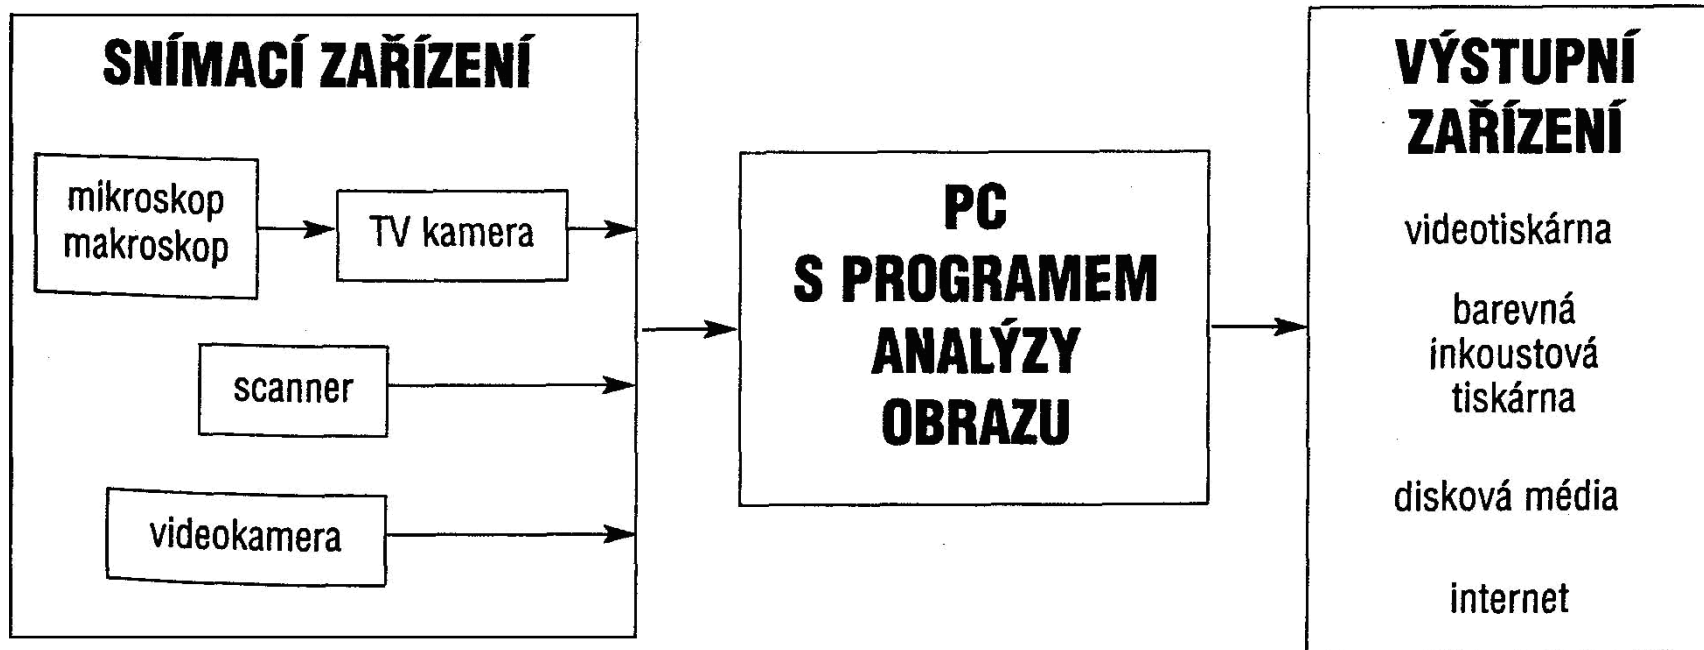 SNÍMACÍ ZAŘÍZENÍ
mikroskop
makroskop
TV kamera
scanner
videokamera
PC
S PROGRAMEM
ANALÝZY
OBRAZU
VÝSTUPNÍ
ZAŘÍZENÍ
videotiskárna
barevná
inkoustová
tiskárna
disková média
internet